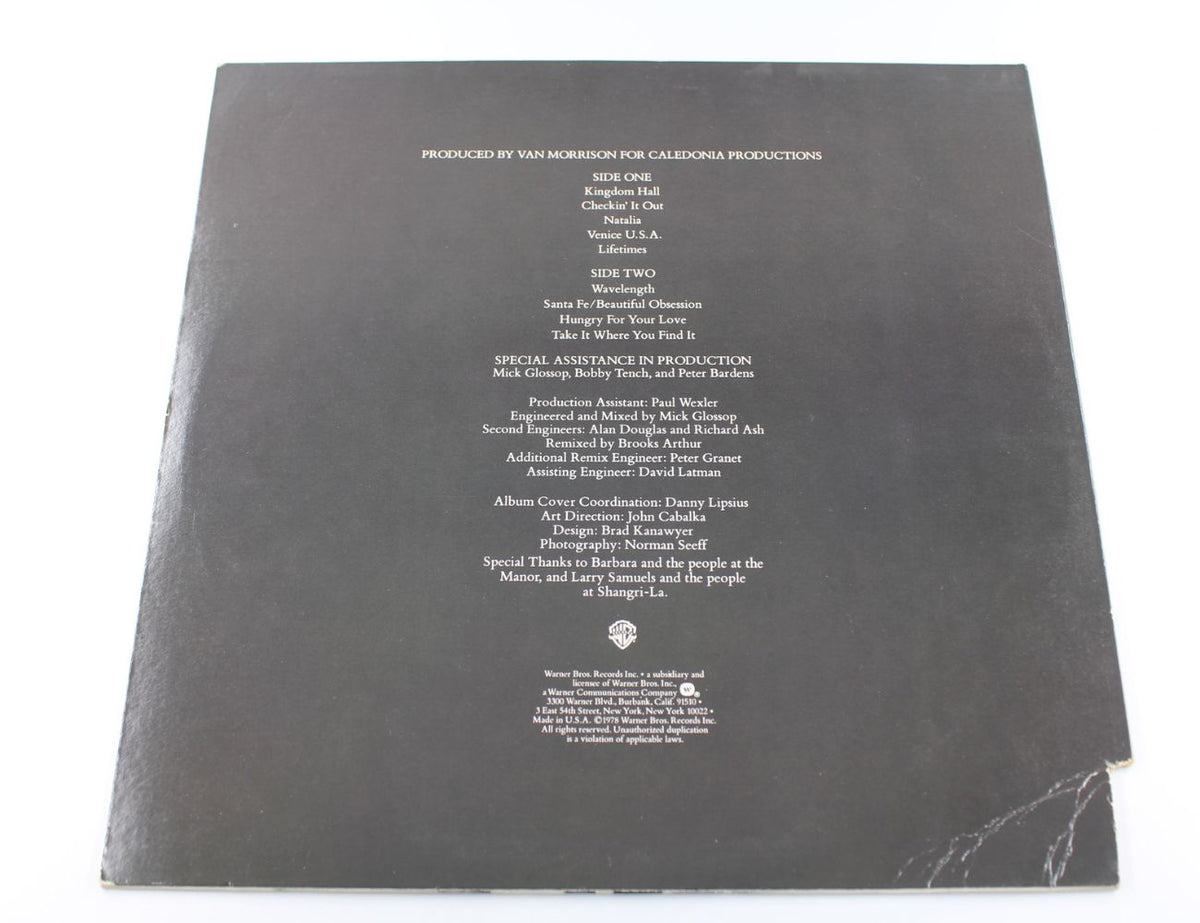 PRODUCED BY VAN MORRISON FOR CALEDONIA PRODUCTIONS
SIDE ONE
Kingdom Hall
Checkin' It Out
Natalia
Venice U.S.A.
Lifetimes
SIDE TWO
Wavelength
Santa Fe/Beautiful Obsession
Hungry For Your Love
Take It Where You Find It
SPECIAL ASSISTANCE IN PRODUCTION
Mick Glossop, Bobby Tench, and Peter Bardens
Production Assistant: Paul Wexler
Engineered and Mixed by Mick Glossop
Second Engineers: Alan Douglas and Richard Ash
Remixed by Brooks Arthur
Additional Remix Engineer: Peter Granet
Assisting Engineer: David Latman
Album Cover Coordination: Danny Lipsius
Art Direction: John Cabalka
Design: Brad Kanawyer
Photography: Norman Seeff
Special Thanks to Barbara and the people at the
Manor, and Larry Samuels and the people
at Shangri-La.
Warner Bros. Records Inc. • a subsidiary and
licensee of Warner Bros. Inc.,
a Warner Communications Company ®
3300 Warner Blvd., Burbank, Calif. 91510 •
3 East 54th Street, New York, New York 10022 •
Made in U.S.A. ©1978 Warner Bros. Records Inc.
All rights reserved. Unauthorized duplication
is a violation of applicable laws.